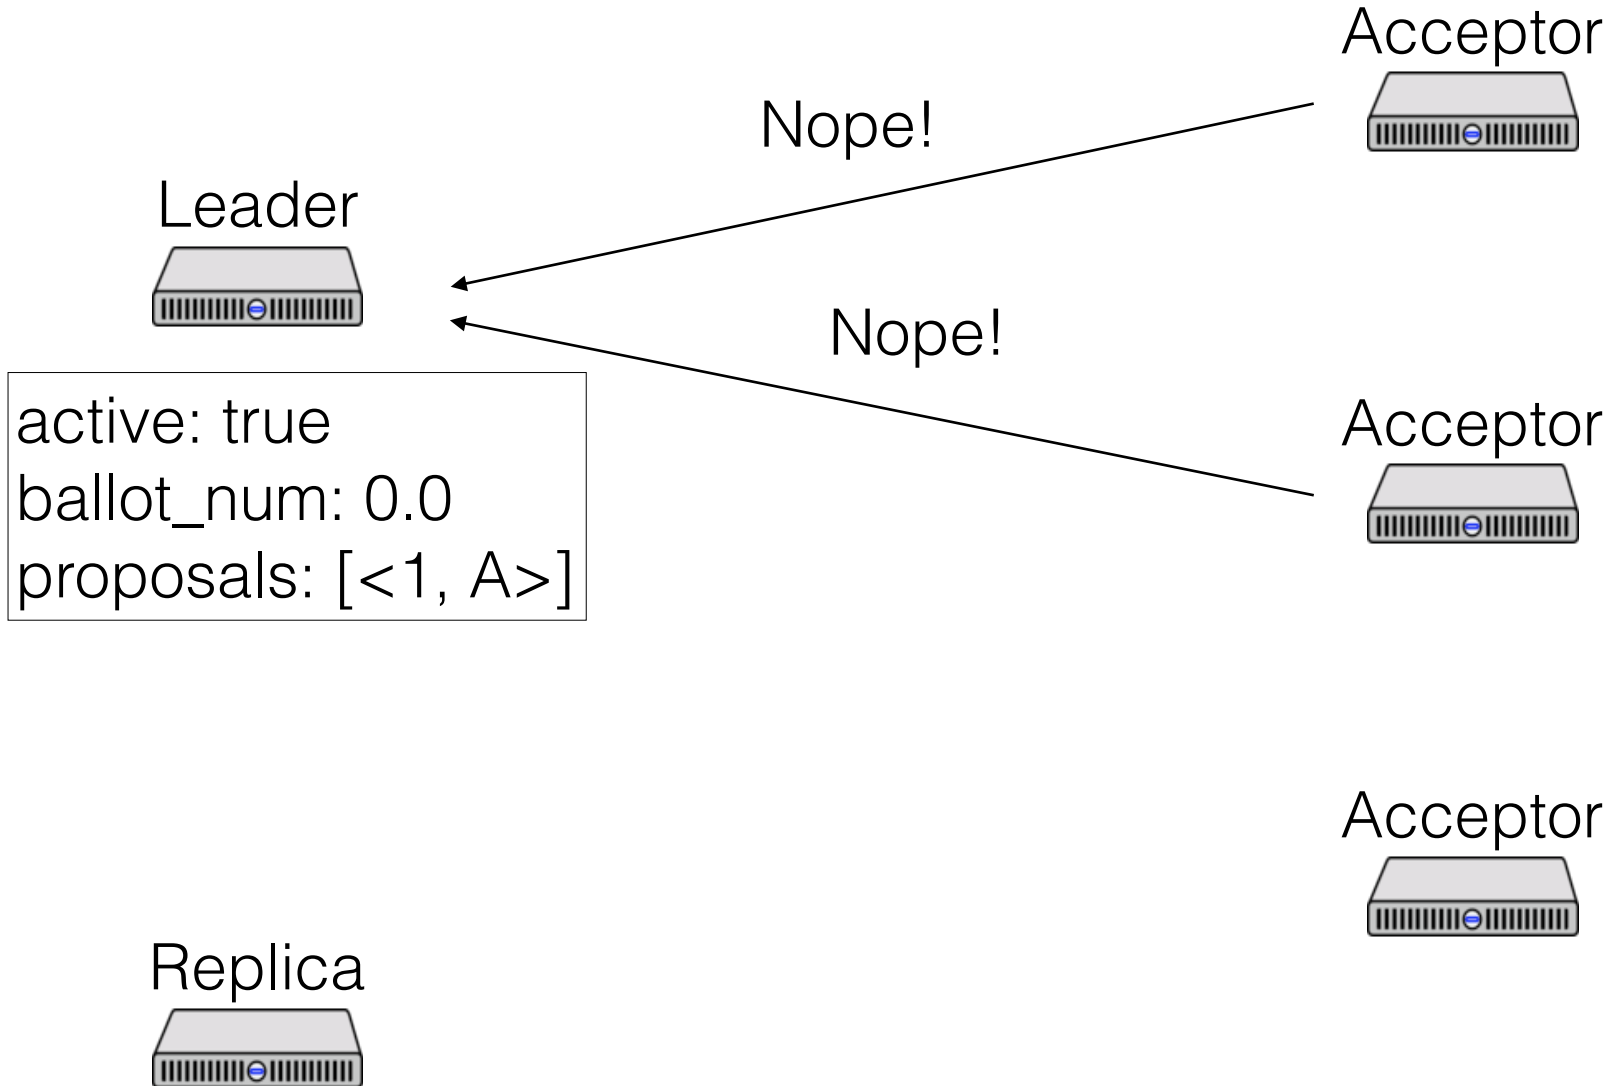 Acceptor
Nope!
Leader
Nope!
active: true
ballot_num: 0.0
proposals: [<1, A>]
Acceptor
Acceptor
Replica